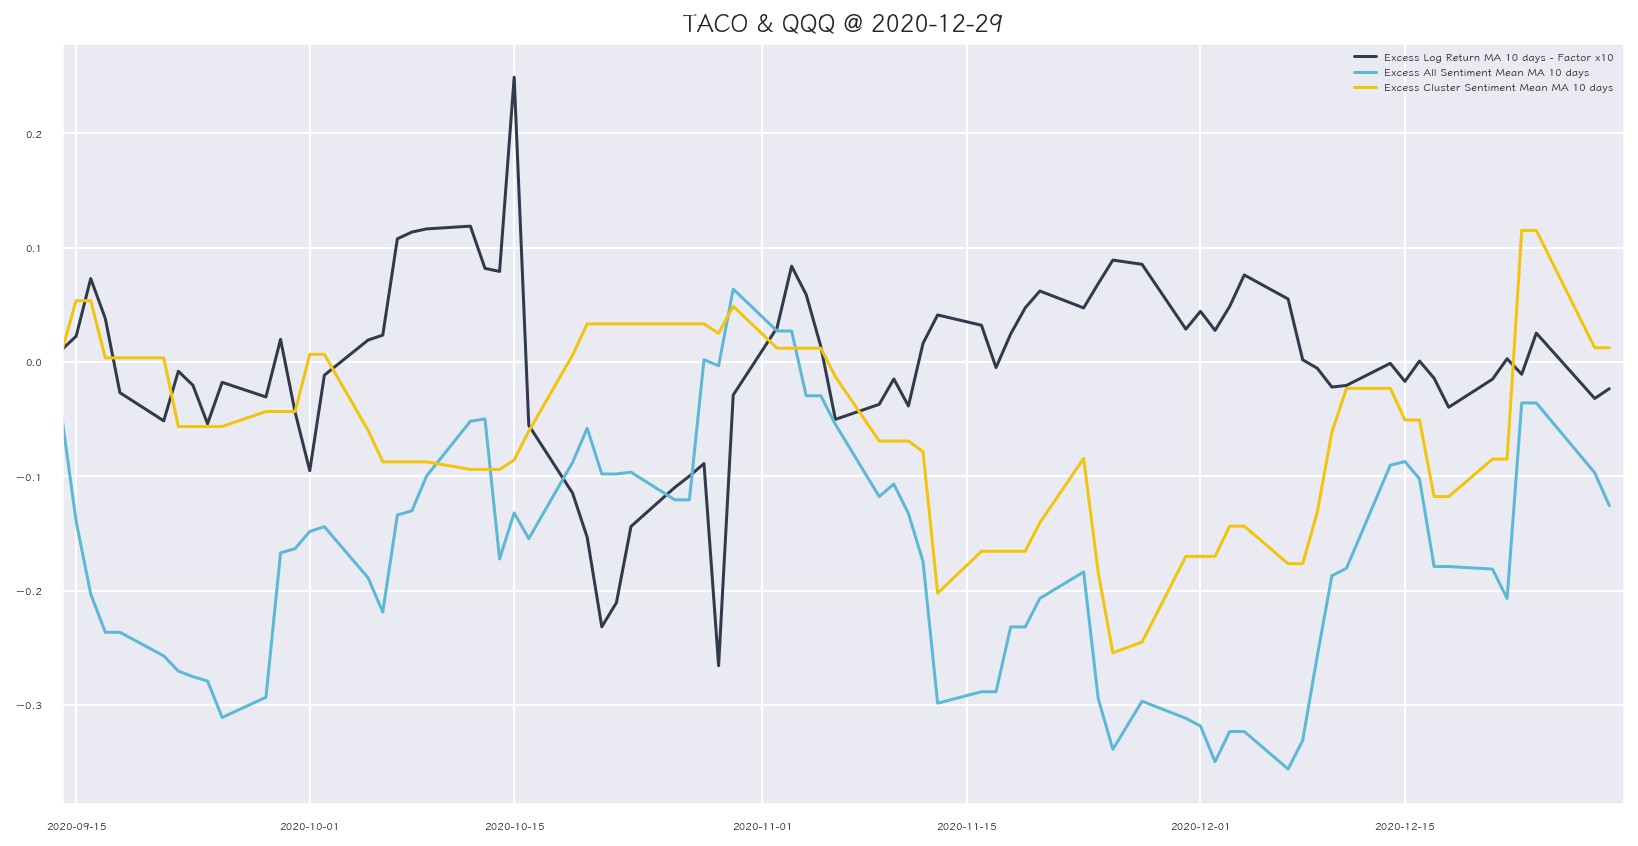 TACO & QQQ @ 2020-12-29
Excess Log Return MA 10 days - Factor x10
Excess All Sentiment Mean MA 10 days
Excess Cluster Sentiment Mean MA 10 days
0.2
0.1
0.0
−0.1
−0.2
−0.3
2020-09-15 2020-10-01 2020-10-15 2020-11-01 2020-11-15 2020-12-01 2020-12-15